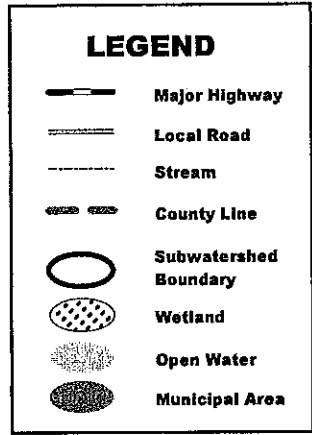 LEGEND
Major Highway
Local Road
Stream
County Line
Subwatershed
Boundary
Wetland
Open Water
Municipal Area